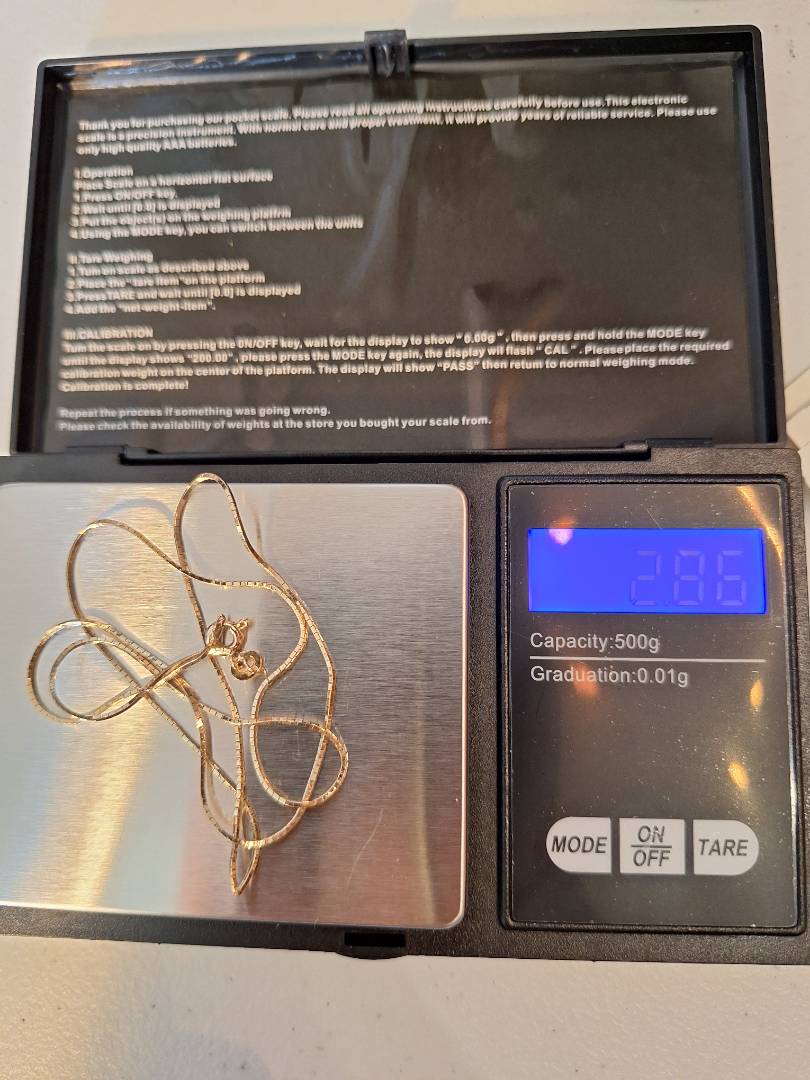 Thank you for purchasing our pocket scale. Please read all operating instructions carefully before use. This electronic
scale is a precision instrument. With normal care and proper treatment, it will provide years of reliable service. Please use
only high quality AAA batteries.
I.Operation
Place Scale on a horizontal flat surface
1.Press ON/OFF key.
2.Wait until [0.0] is displayed
3.Put the object(s) on the weighing platfrm
4.Using the MODE key, you can switch between the units
II.Tare Weighing
1.Turn on scale as described above
2.Place the "tare item "on the platform
3.Press TARE and wait until [0.0] is displayed
4.Add the "net-weight-item".
III.CALIBRATION
Turn the scale on by pressing the ON/OFF key, wait for the display to show " 0.00g " , then press and hold the MODE key
until the display shows "200.00" , please press the MODE key again, the display wil flash " CAL " . Please place the required
calibration weight on the center of the platform. The display will show "PASS" then return to normal weighing mode.
Calibration is complete!
Repeat the process if something was going wrong.
Please check the availability of weights at the store you bought your scale from.
2.86
Capacity:500g
Graduation:0.01g
MODE ON/OFF TARE